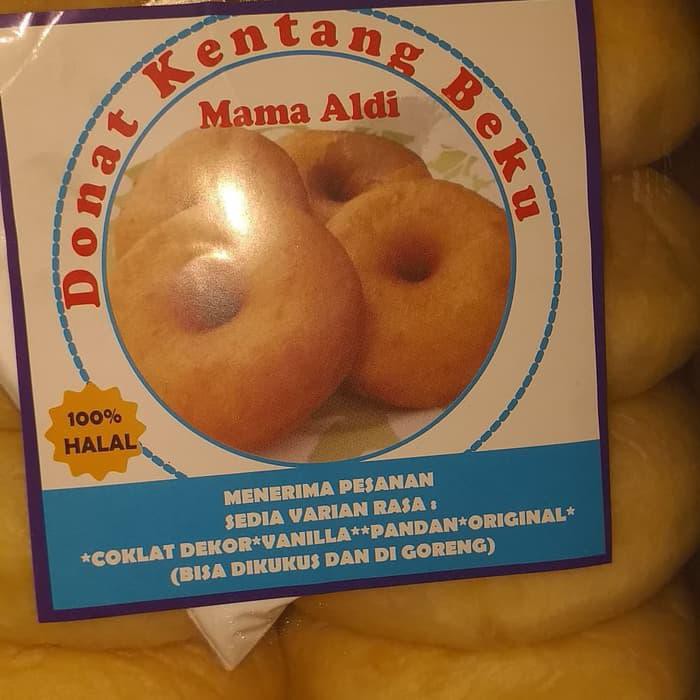 Donat Kentang Beku
Mama Aldi
100%
HALAL
MENERIMA PESANAN
SEDIA VARIAN RASA :
*COKLAT DEKOR*VANILLA**PANDAN*ORIGINAL*
(BISA DIKUKUS DAN DI GORENG)